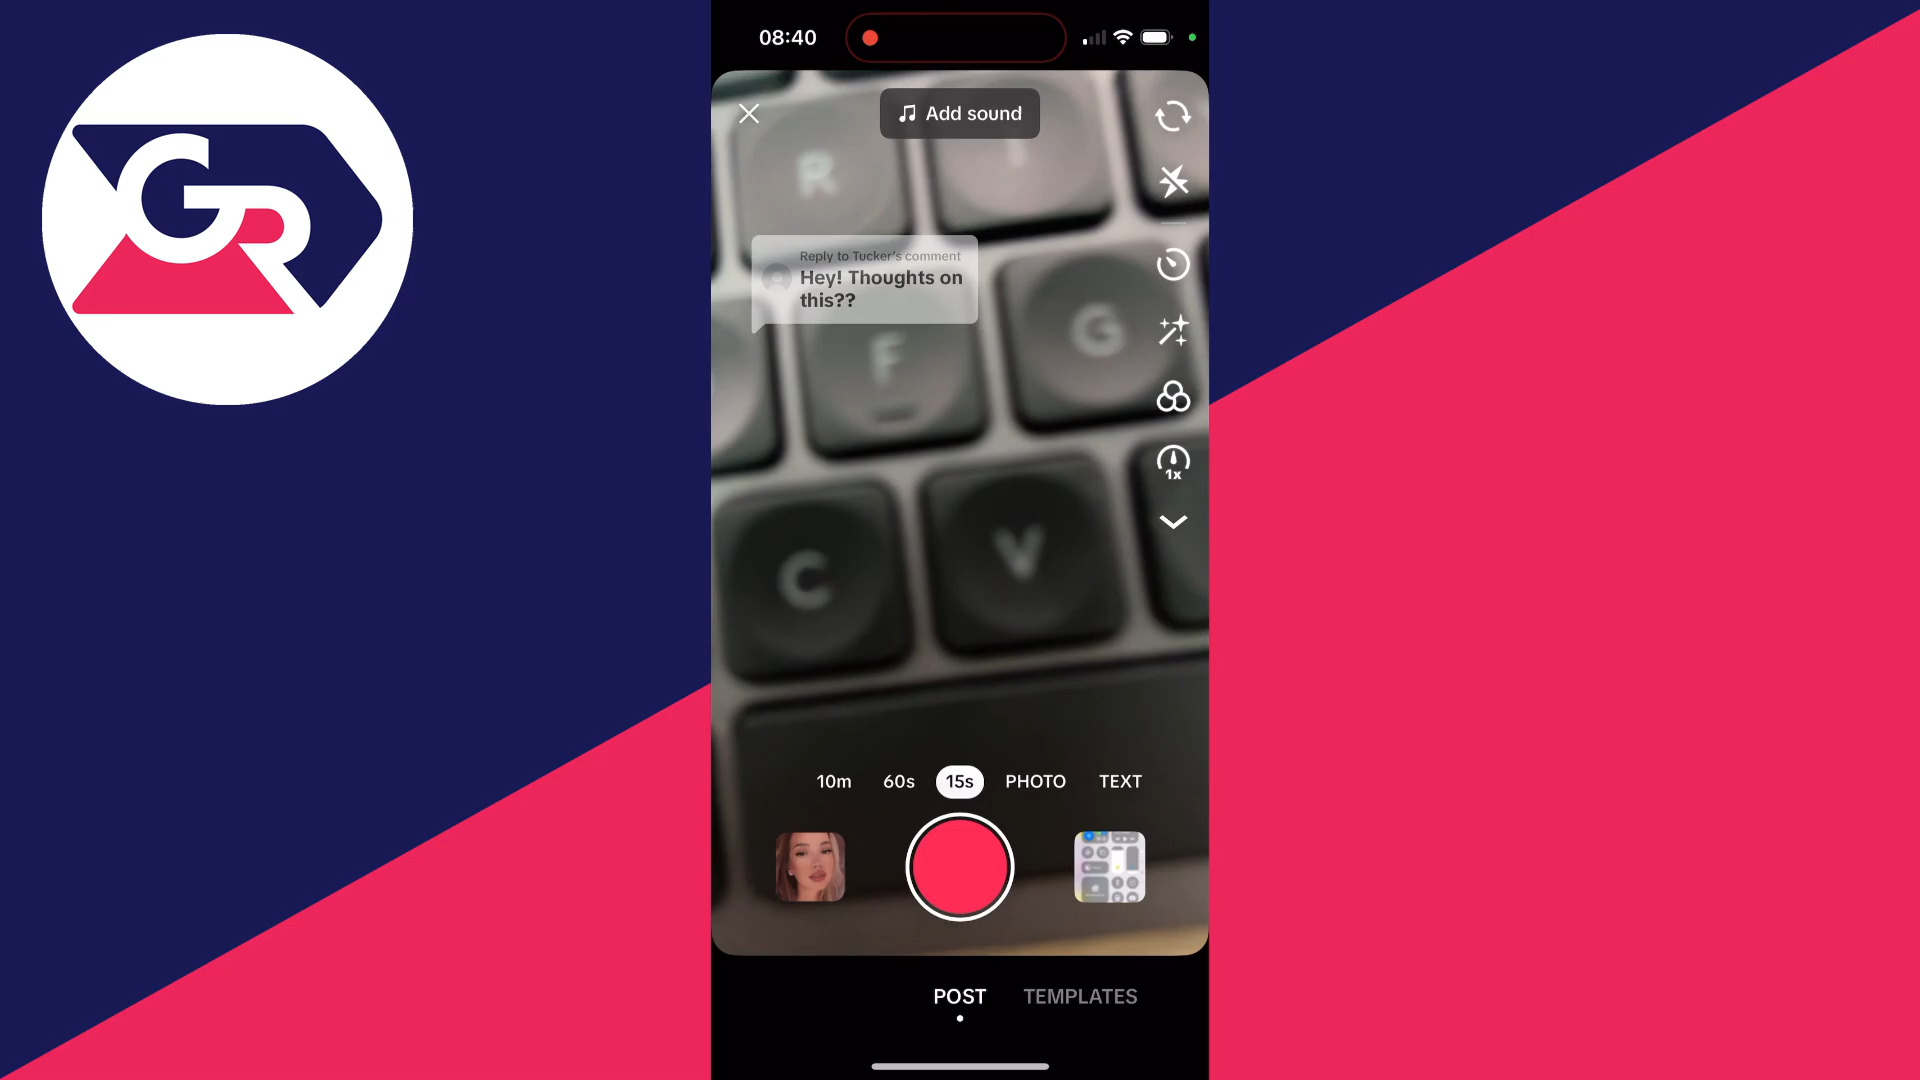 GR
08:40
Add sound
R
T
Reply to Tucker's comment
Hey! Thoughts on
this??
F
G
1x
C
V
10m 60s 15s PHOTO TEXT
POST TEMPLATES